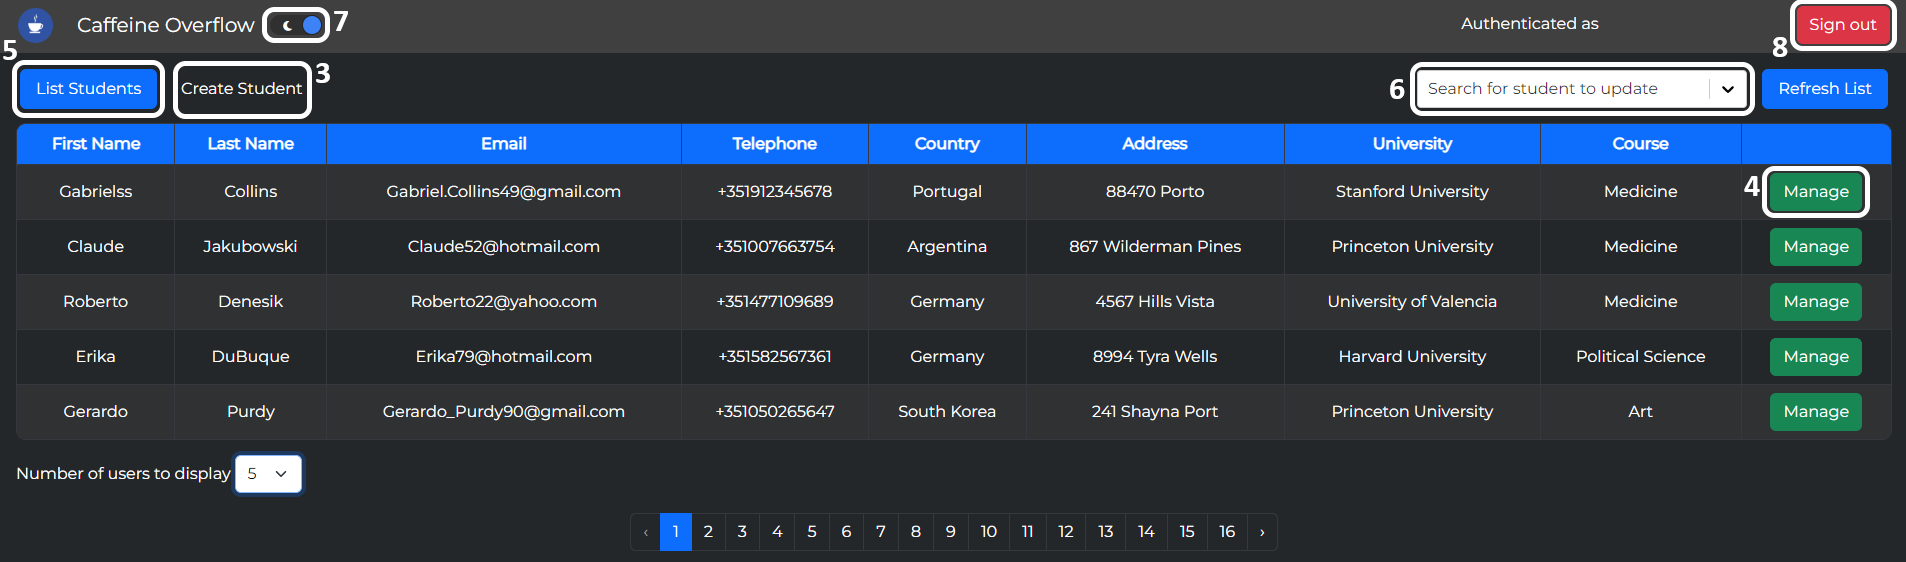 Caffeine Overflow 7 Authenticated as Sign out
5 8
List Students Create Student 3 6 Search for student to update Refresh List
First Name Last Name Email Telephone Country Address University Course
Gabrielss Collins Gabriel.Collins49@gmail.com +351912345678 Portugal 88470 Porto Stanford University Medicine 4 Manage
Claude Jakubowski Claude52@hotmail.com +351007663754 Argentina 867 Wilderman Pines Princeton University Medicine Manage
Roberto Denesik Roberto22@yahoo.com +351477109689 Germany 4567 Hills Vista University of Valencia Medicine Manage
Erika DuBuque Erika79@hotmail.com +351582567361 Germany 8994 Tyra Wells Harvard University Political Science Manage
Gerardo Purdy Gerardo_Purdy90@gmail.com +351050265647 South Korea 241 Shayna Port Princeton University Art Manage
Number of users to display 5
‹ 1 2 3 4 5 6 7 8 9 10 11 12 13 14 15 16 ›